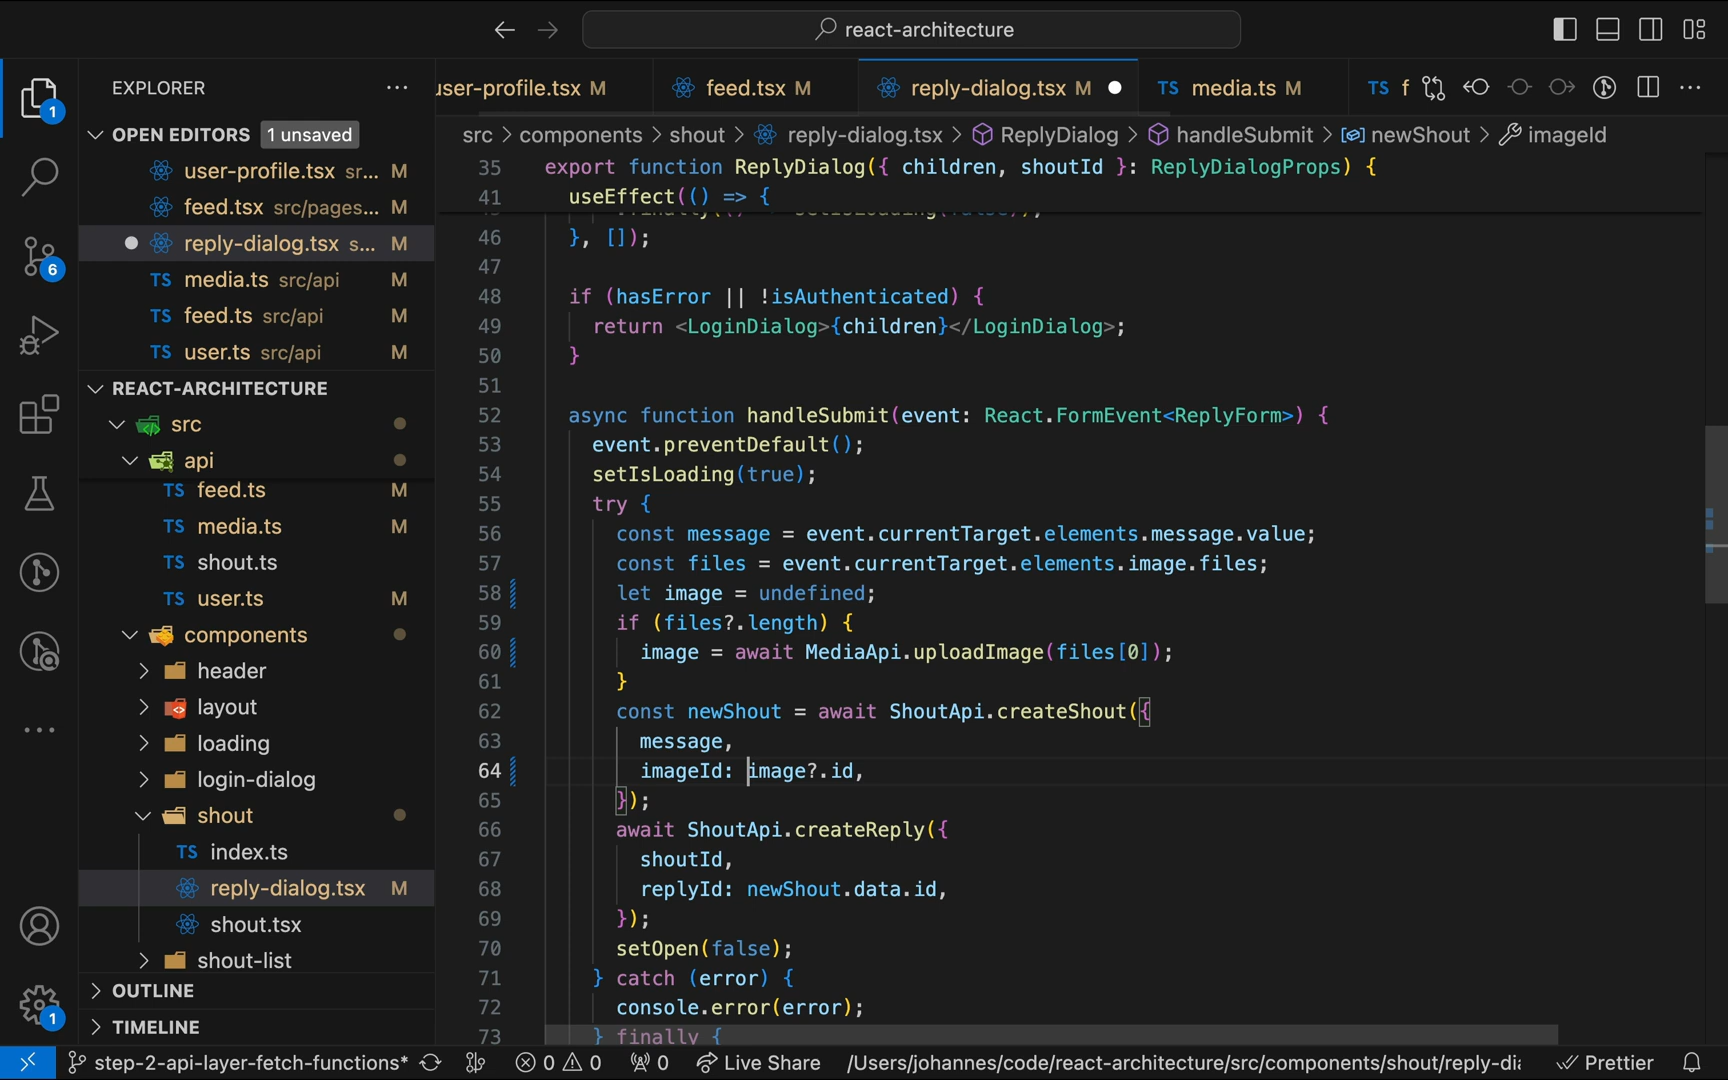 react-architecture
EXPLORER
user-profile.tsx M
feed.tsx M
reply-dialog.tsx M
TS media.ts M
TS f
OPEN EDITORS 1 unsaved
user-profile.tsx sr... M
feed.tsx src/pages... M
reply-dialog.tsx s... M
TS media.ts src/api M
TS feed.ts src/api M
TS user.ts src/api M
REACT-ARCHITECTURE
src
api
TS feed.ts M
TS media.ts M
TS shout.ts
TS user.ts M
components
header
layout
loading
login-dialog
shout
TS index.ts
reply-dialog.tsx M
shout.tsx
shout-list
OUTLINE
TIMELINE
1
6
1
src > components > shout > reply-dialog.tsx > ReplyDialog > handleSubmit > newShout > imageId
35 export function ReplyDialog({ children, shoutId }: ReplyDialogProps) {
41 useEffect(() => {
46 }, []);
47
48 if (hasError || !isAuthenticated) {
49 return <LoginDialog>{children}</LoginDialog>;
50 }
51
52 async function handleSubmit(event: React.FormEvent<ReplyForm>) {
53 event.preventDefault();
54 setIsLoading(true);
55 try {
56 const message = event.currentTarget.elements.message.value;
57 const files = event.currentTarget.elements.image.files;
58 let image = undefined;
59 if (files?.length) {
60 image = await MediaApi.uploadImage(files[0]);
61 }
62 const newShout = await ShoutApi.createShout({
63 message,
64 imageId: image?.id,
65 });
66 await ShoutApi.createReply({
67 shoutId,
68 replyId: newShout.data.id,
69 });
70 setOpen(false);
71 } catch (error) {
72 console.error(error);
73 } finally {
step-2-api-layer-fetch-functions* 0 0 0 Live Share /Users/johannes/code/react-architecture/src/components/shout/reply-di Prettier